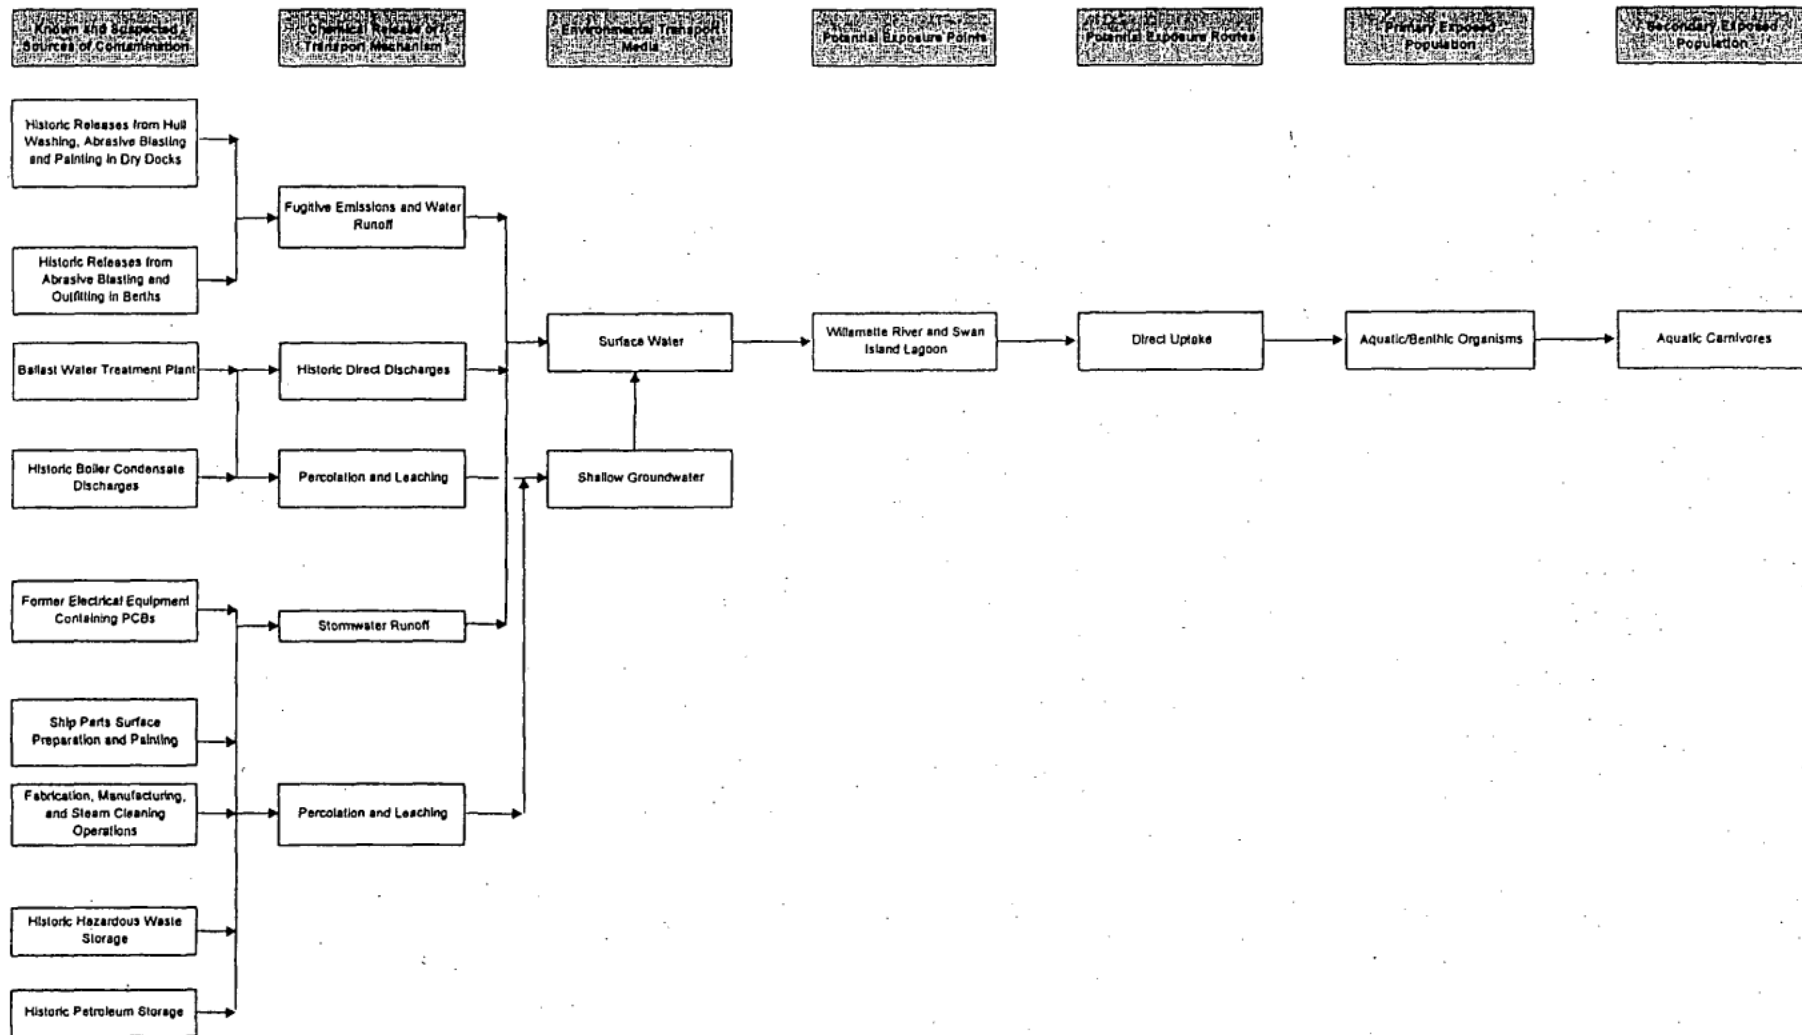 Known and Suspected
Sources of Contamination
Chemical Release or
Transport Mechanism
Environmental Transport
Media
Potential Exposure Points
Potential Exposure Routes
Primary Exposed
Population
Secondary Exposed
Population
Historic Releases from Hull
Washing, Abrasive Blasting
and Painting in Dry Docks
Fugitive Emissions and Water
Runoff
Historic Releases from
Abrasive Blasting and
Outfitting in Berths
Surface Water
Willamette River and Swan
Island Lagoon
Direct Uptake
Aquatic/Benthic Organisms
Aquatic Carnivores
Ballast Water Treatment Plant
Historic Direct Discharges
Historic Boiler Condensate
Discharges
Percolation and Leaching
Shallow Groundwater
Former Electrical Equipment
Containing PCBs
Stormwater Runoff
Ship Parts Surface
Preparation and Painting
Fabrication, Manufacturing,
and Steam Cleaning
Operations
Percolation and Leaching
Historic Hazardous Waste
Storage
Historic Petroleum Storage